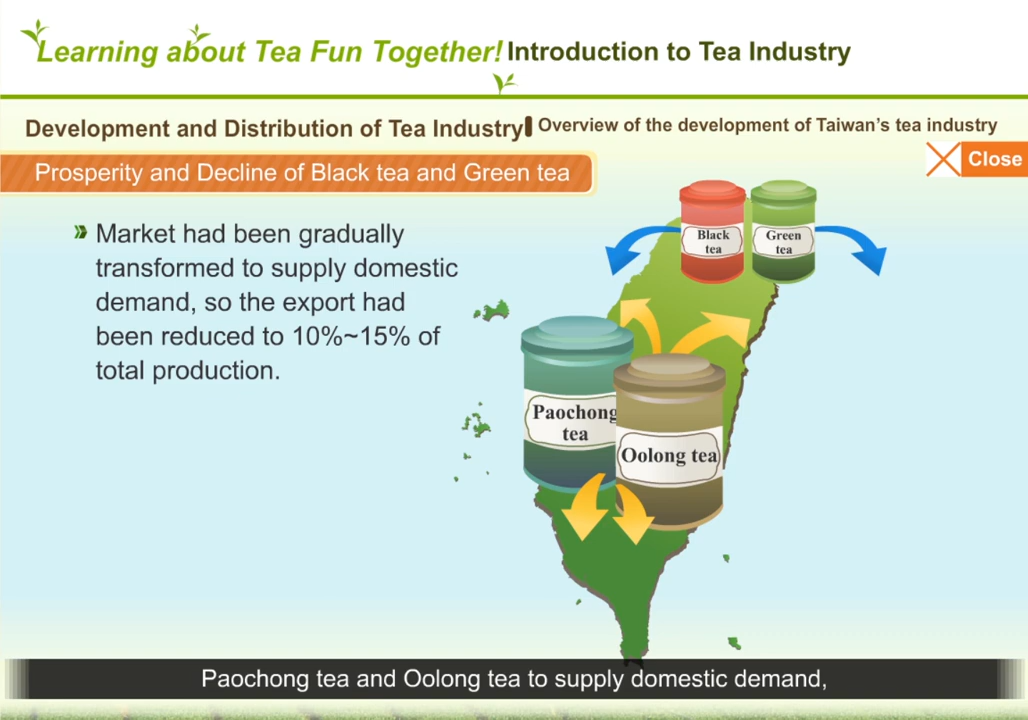 Learning about Tea Fun Together! Introduction to Tea Industry
Development and Distribution of Tea Industry Overview of the development of Taiwan's tea industry
Close
Prosperity and Decline of Black tea and Green tea
Market had been gradually
transformed to supply domestic
demand, so the export had
been reduced to 10%~15% of
total production.
Black
tea
Green
tea
Paochong
tea
Oolong tea
Paochong tea and Oolong tea to supply domestic demand,